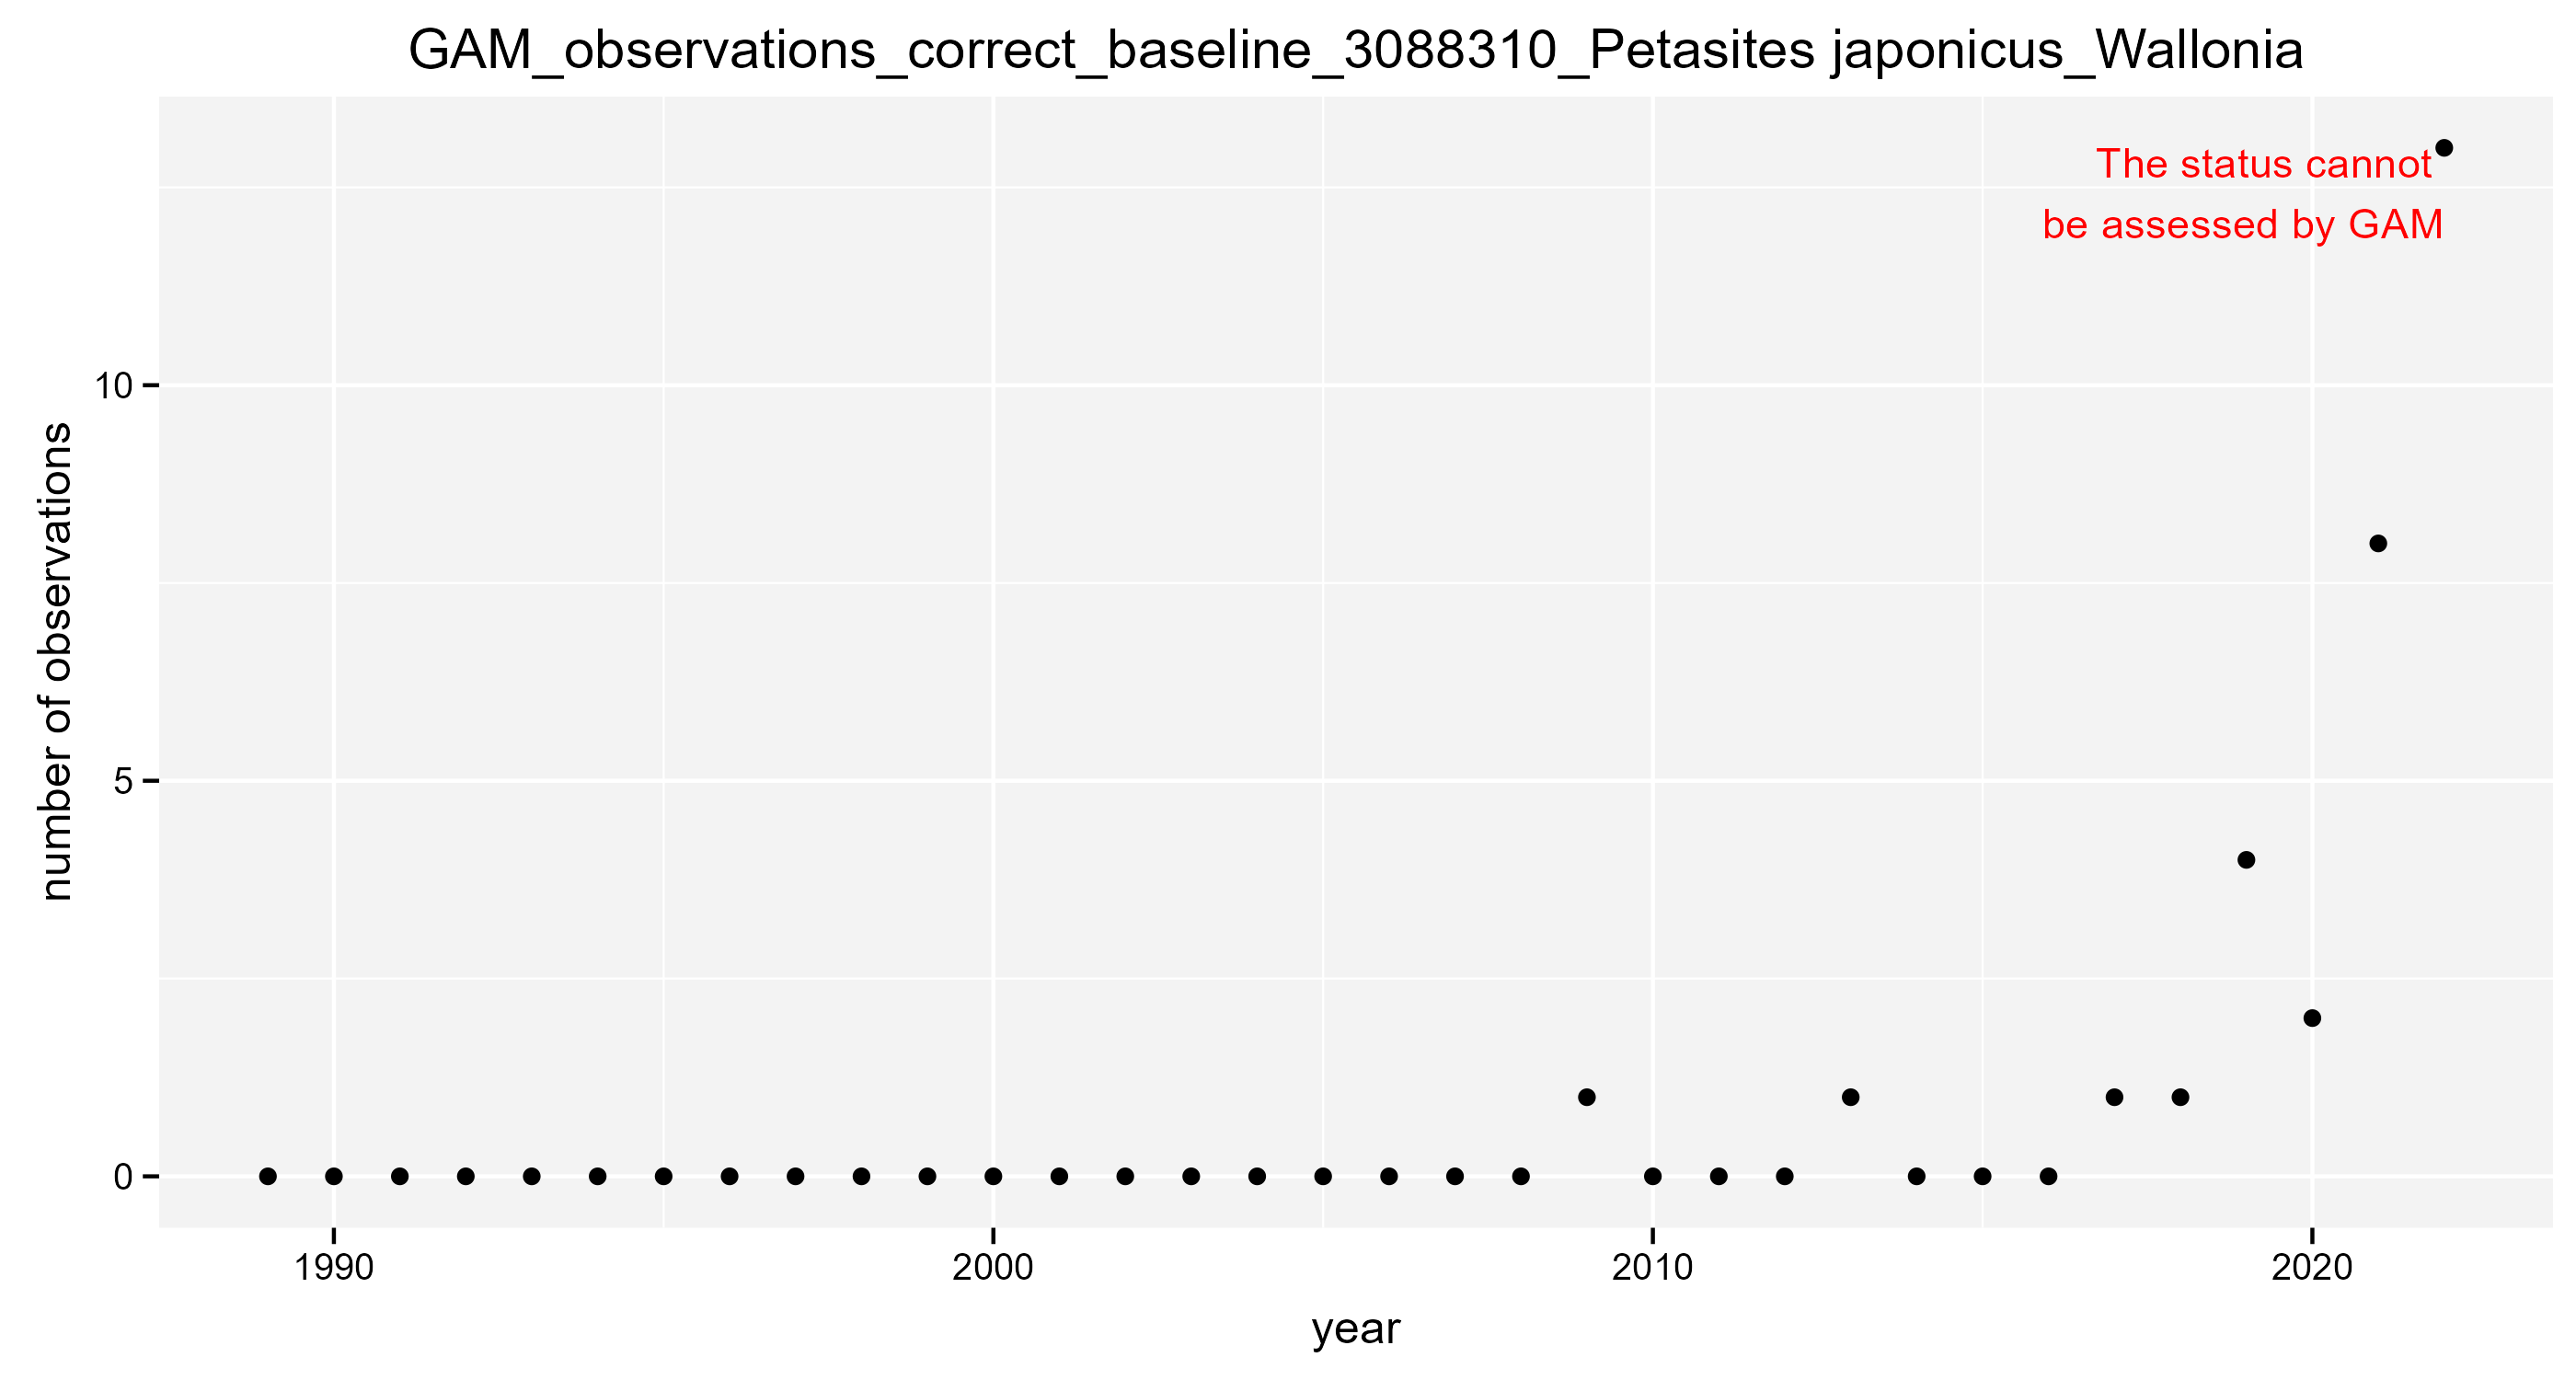 GAM_observations_correct_baseline_3088310_Petasites japonicus_Wallonia
The status cannot
be assessed by GAM
10
5
0
number of observations
1990
2000
2010
2020
year